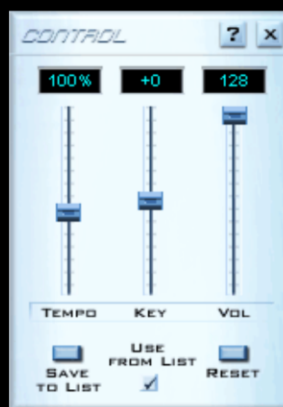 CONTROL
? ×
100% +0 128
TEMPO KEY VOL
SAVE
TO LIST
USE
FROM LIST
RESET